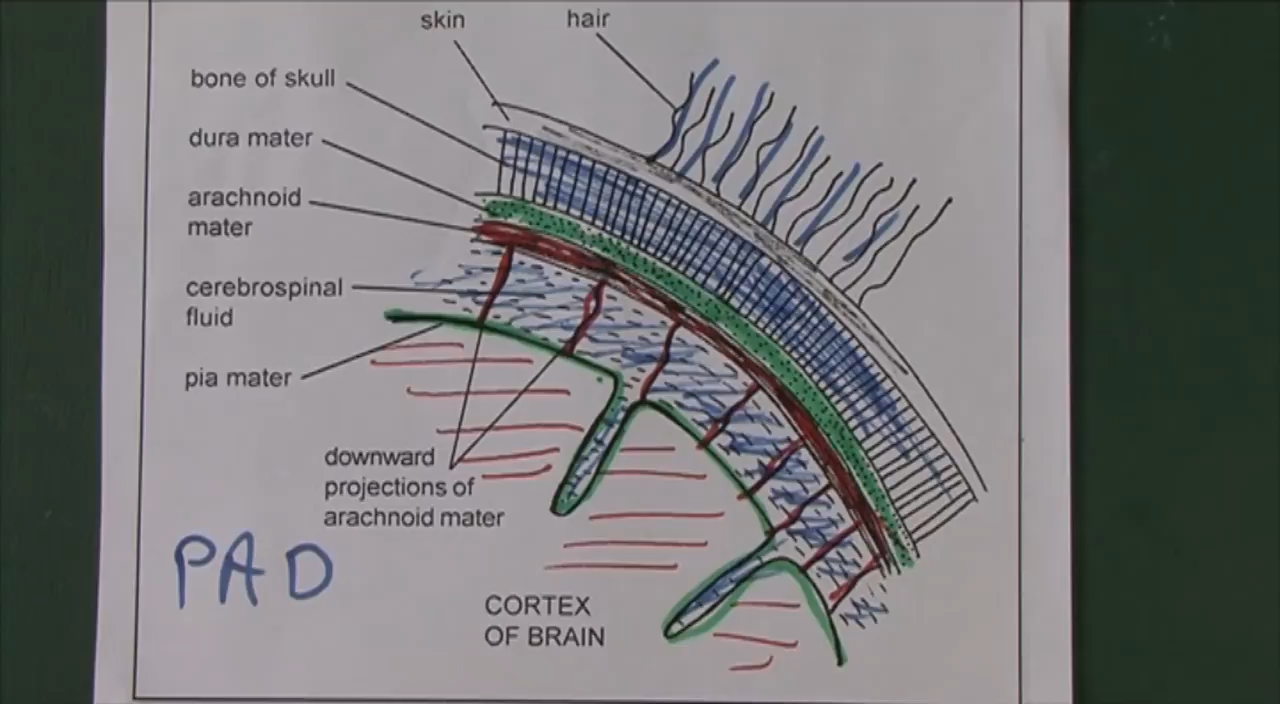 skin
hair
bone of skull
dura mater
arachnoid
mater
cerebrospinal
fluid
pia mater
downward
projections of
arachnoid mater
PAD
CORTEX
OF BRAIN